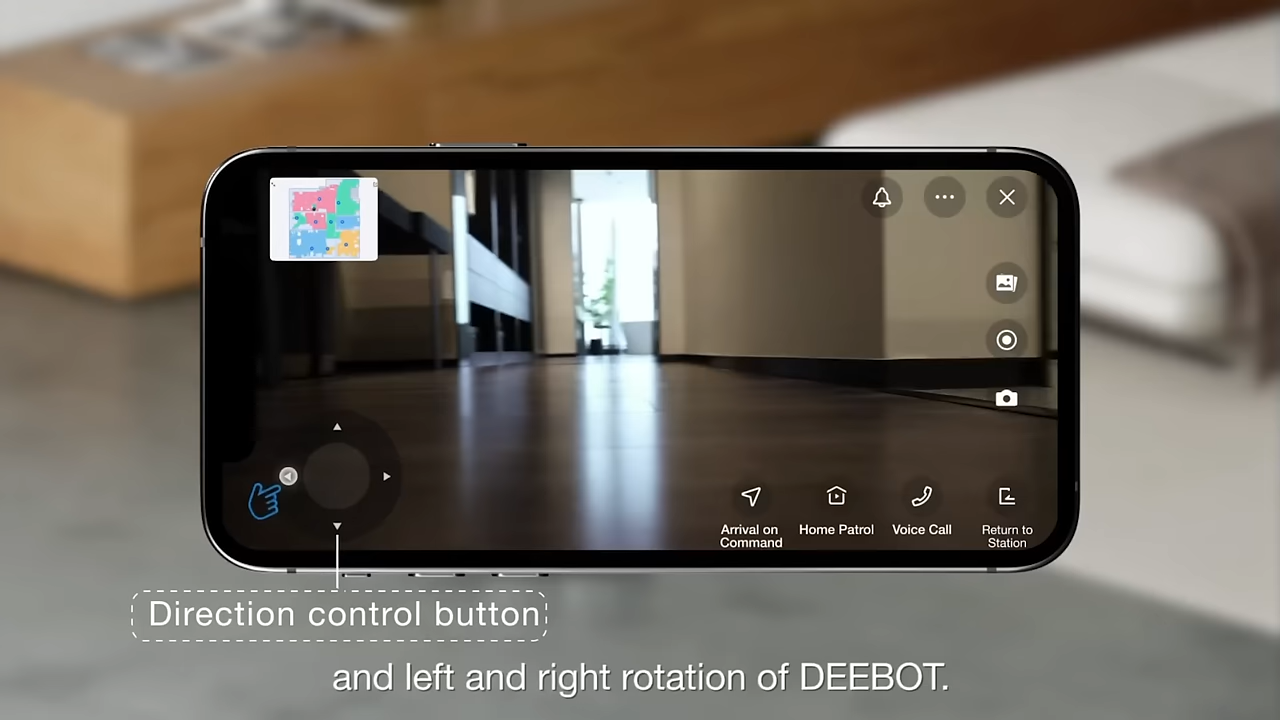 Arrival on
Command
Home Patrol
Voice Call
Return to
Station
Direction control button
and left and right rotation of DEEBOT.